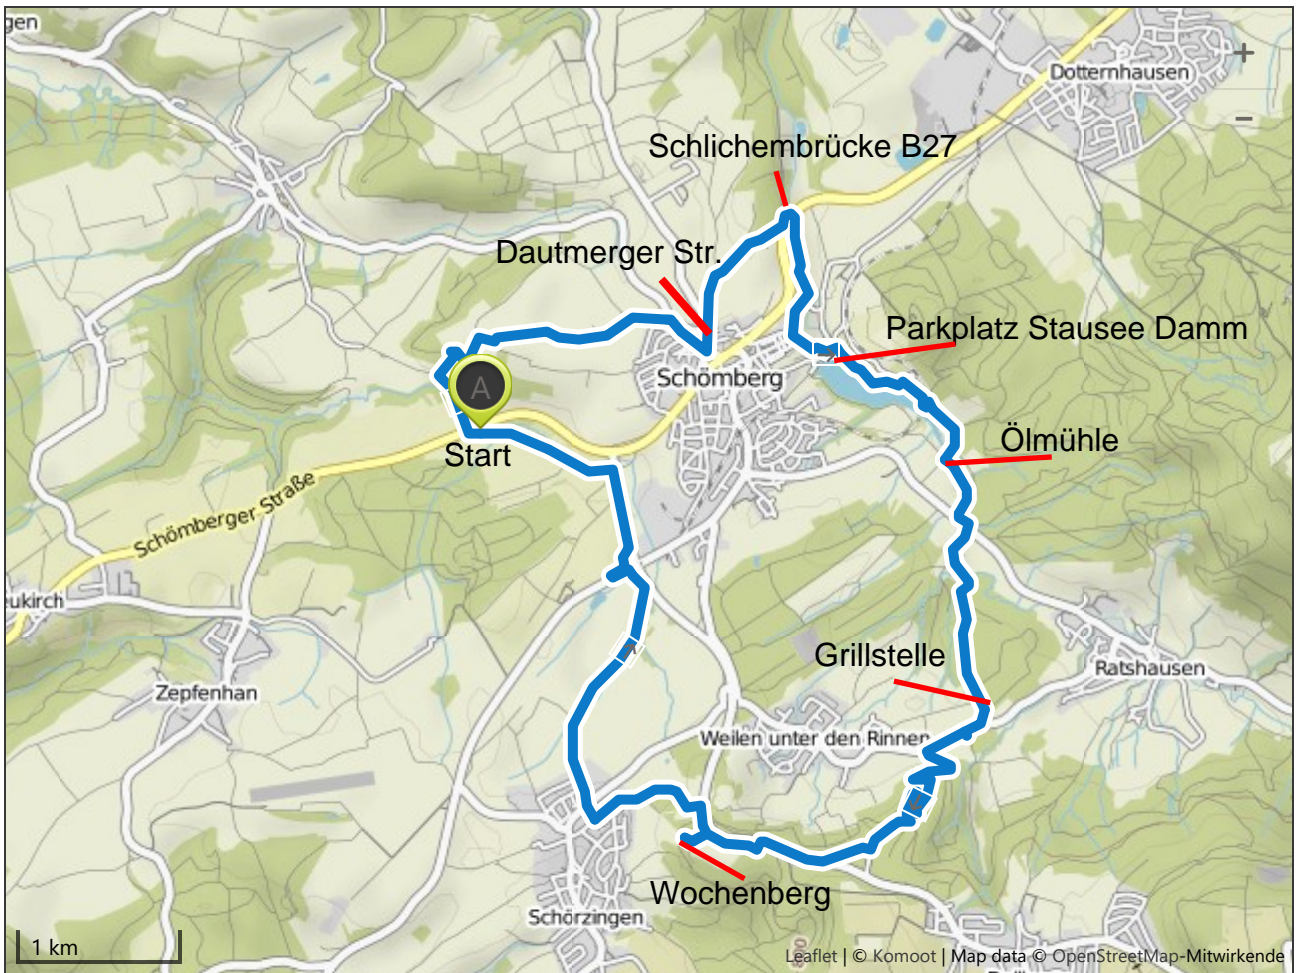 gen
+
Dotternhausen
−
Schlichembrücke B27
Dautmerger Str.
Parkplatz Stausee Damm
Schömberg
A
Ölmühle
Start
Schömberger Straße
ukirch
Grillstelle
Ratshausen
Zepfenhan
Weilen unter den Rinnen
Wochenberg
Schörzingen
1 km
Leaflet | © Komoot | Map data © OpenStreetMap-Mitwirkende